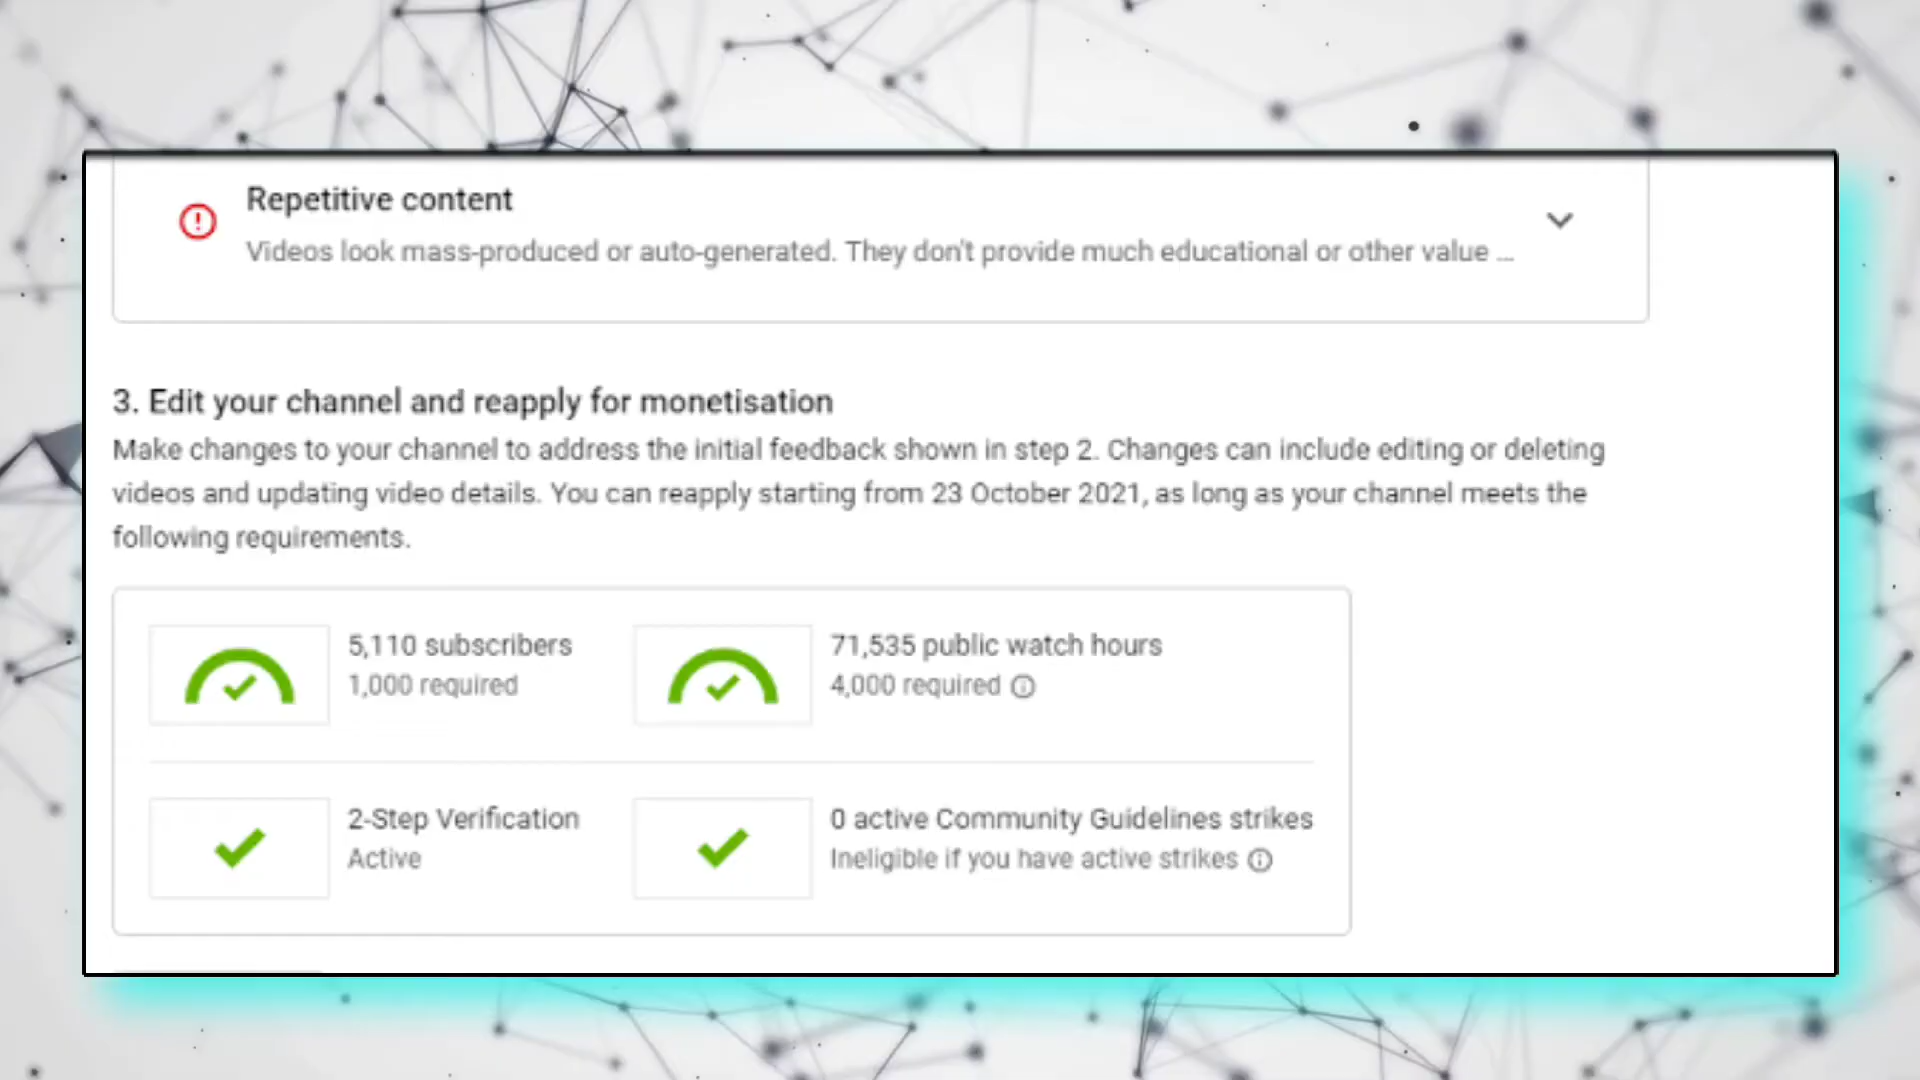 Repetitive content
Videos look mass-produced or auto-generated. They don't provide much educational or other value ...
3. Edit your channel and reapply for monetisation
Make changes to your channel to address the initial feedback shown in step 2. Changes can include editing or deleting
videos and updating video details. You can reapply starting from 23 October 2021, as long as your channel meets the
following requirements.
5,110 subscribers
1,000 required
71,535 public watch hours
4,000 required
2-Step Verification
Active
0 active Community Guidelines strikes
Ineligible if you have active strikes